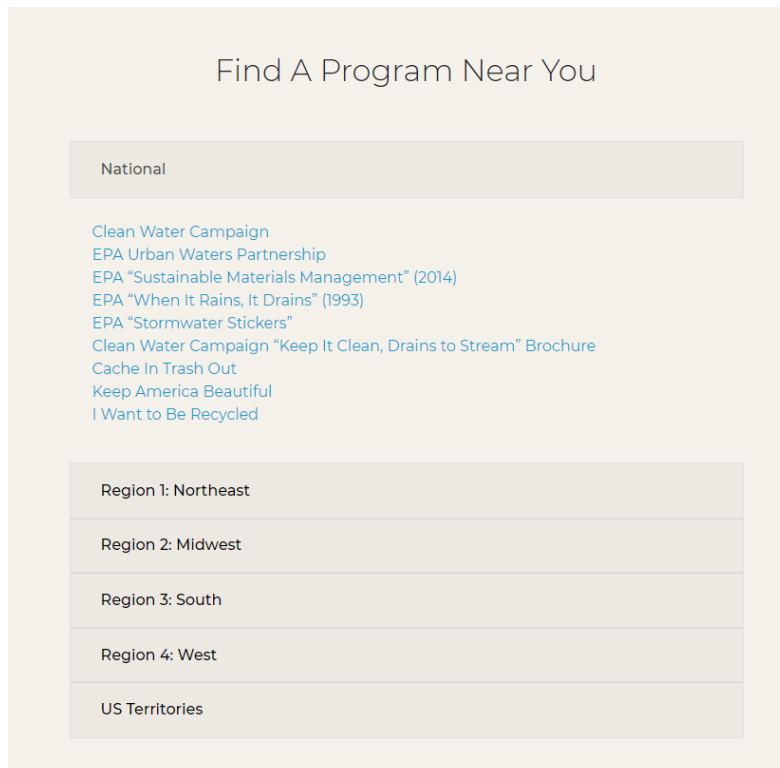 Find A Program Near You
National
Clean Water Campaign
EPA Urban Waters Partnership
EPA “Sustainable Materials Management” (2014)
EPA “When It Rains, It Drains” (1993)
EPA “Stormwater Stickers”
Clean Water Campaign “Keep It Clean, Drains to Stream” Brochure
Cache In Trash Out
Keep America Beautiful
I Want to Be Recycled
Region 1: Northeast
Region 2: Midwest
Region 3: South
Region 4: West
US Territories